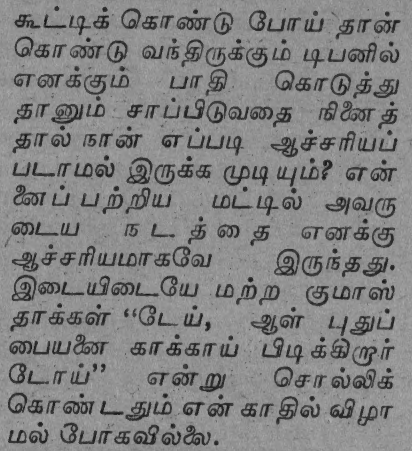 கூட்டிக் கொண்டு போய் தான்
கொண்டு வந்திருக்கும் டிபனில்
எனக்கும் பாதி கொடுத்து
தானும் சாப்பிடுவதை நினைத்
தால் நான் எப்படி ஆச்சரியப்
படாமல் இருக்க முடியும்? என்
னைப் பற்றிய மட்டில் அவரு
டைய நடத்தை எனக்கு
ஆச்சரியமாகவே இருந்தது.
இடையிடையே மற்ற குமாஸ்
தாக்கள் “டேய், ஆள் புதுப்
பையனை காக்காய் பிடிக்கிறார்
டோய்” என்று சொல்லிக்
கொண்டதும் என் காதில் விழா
மல் போகவில்லை.